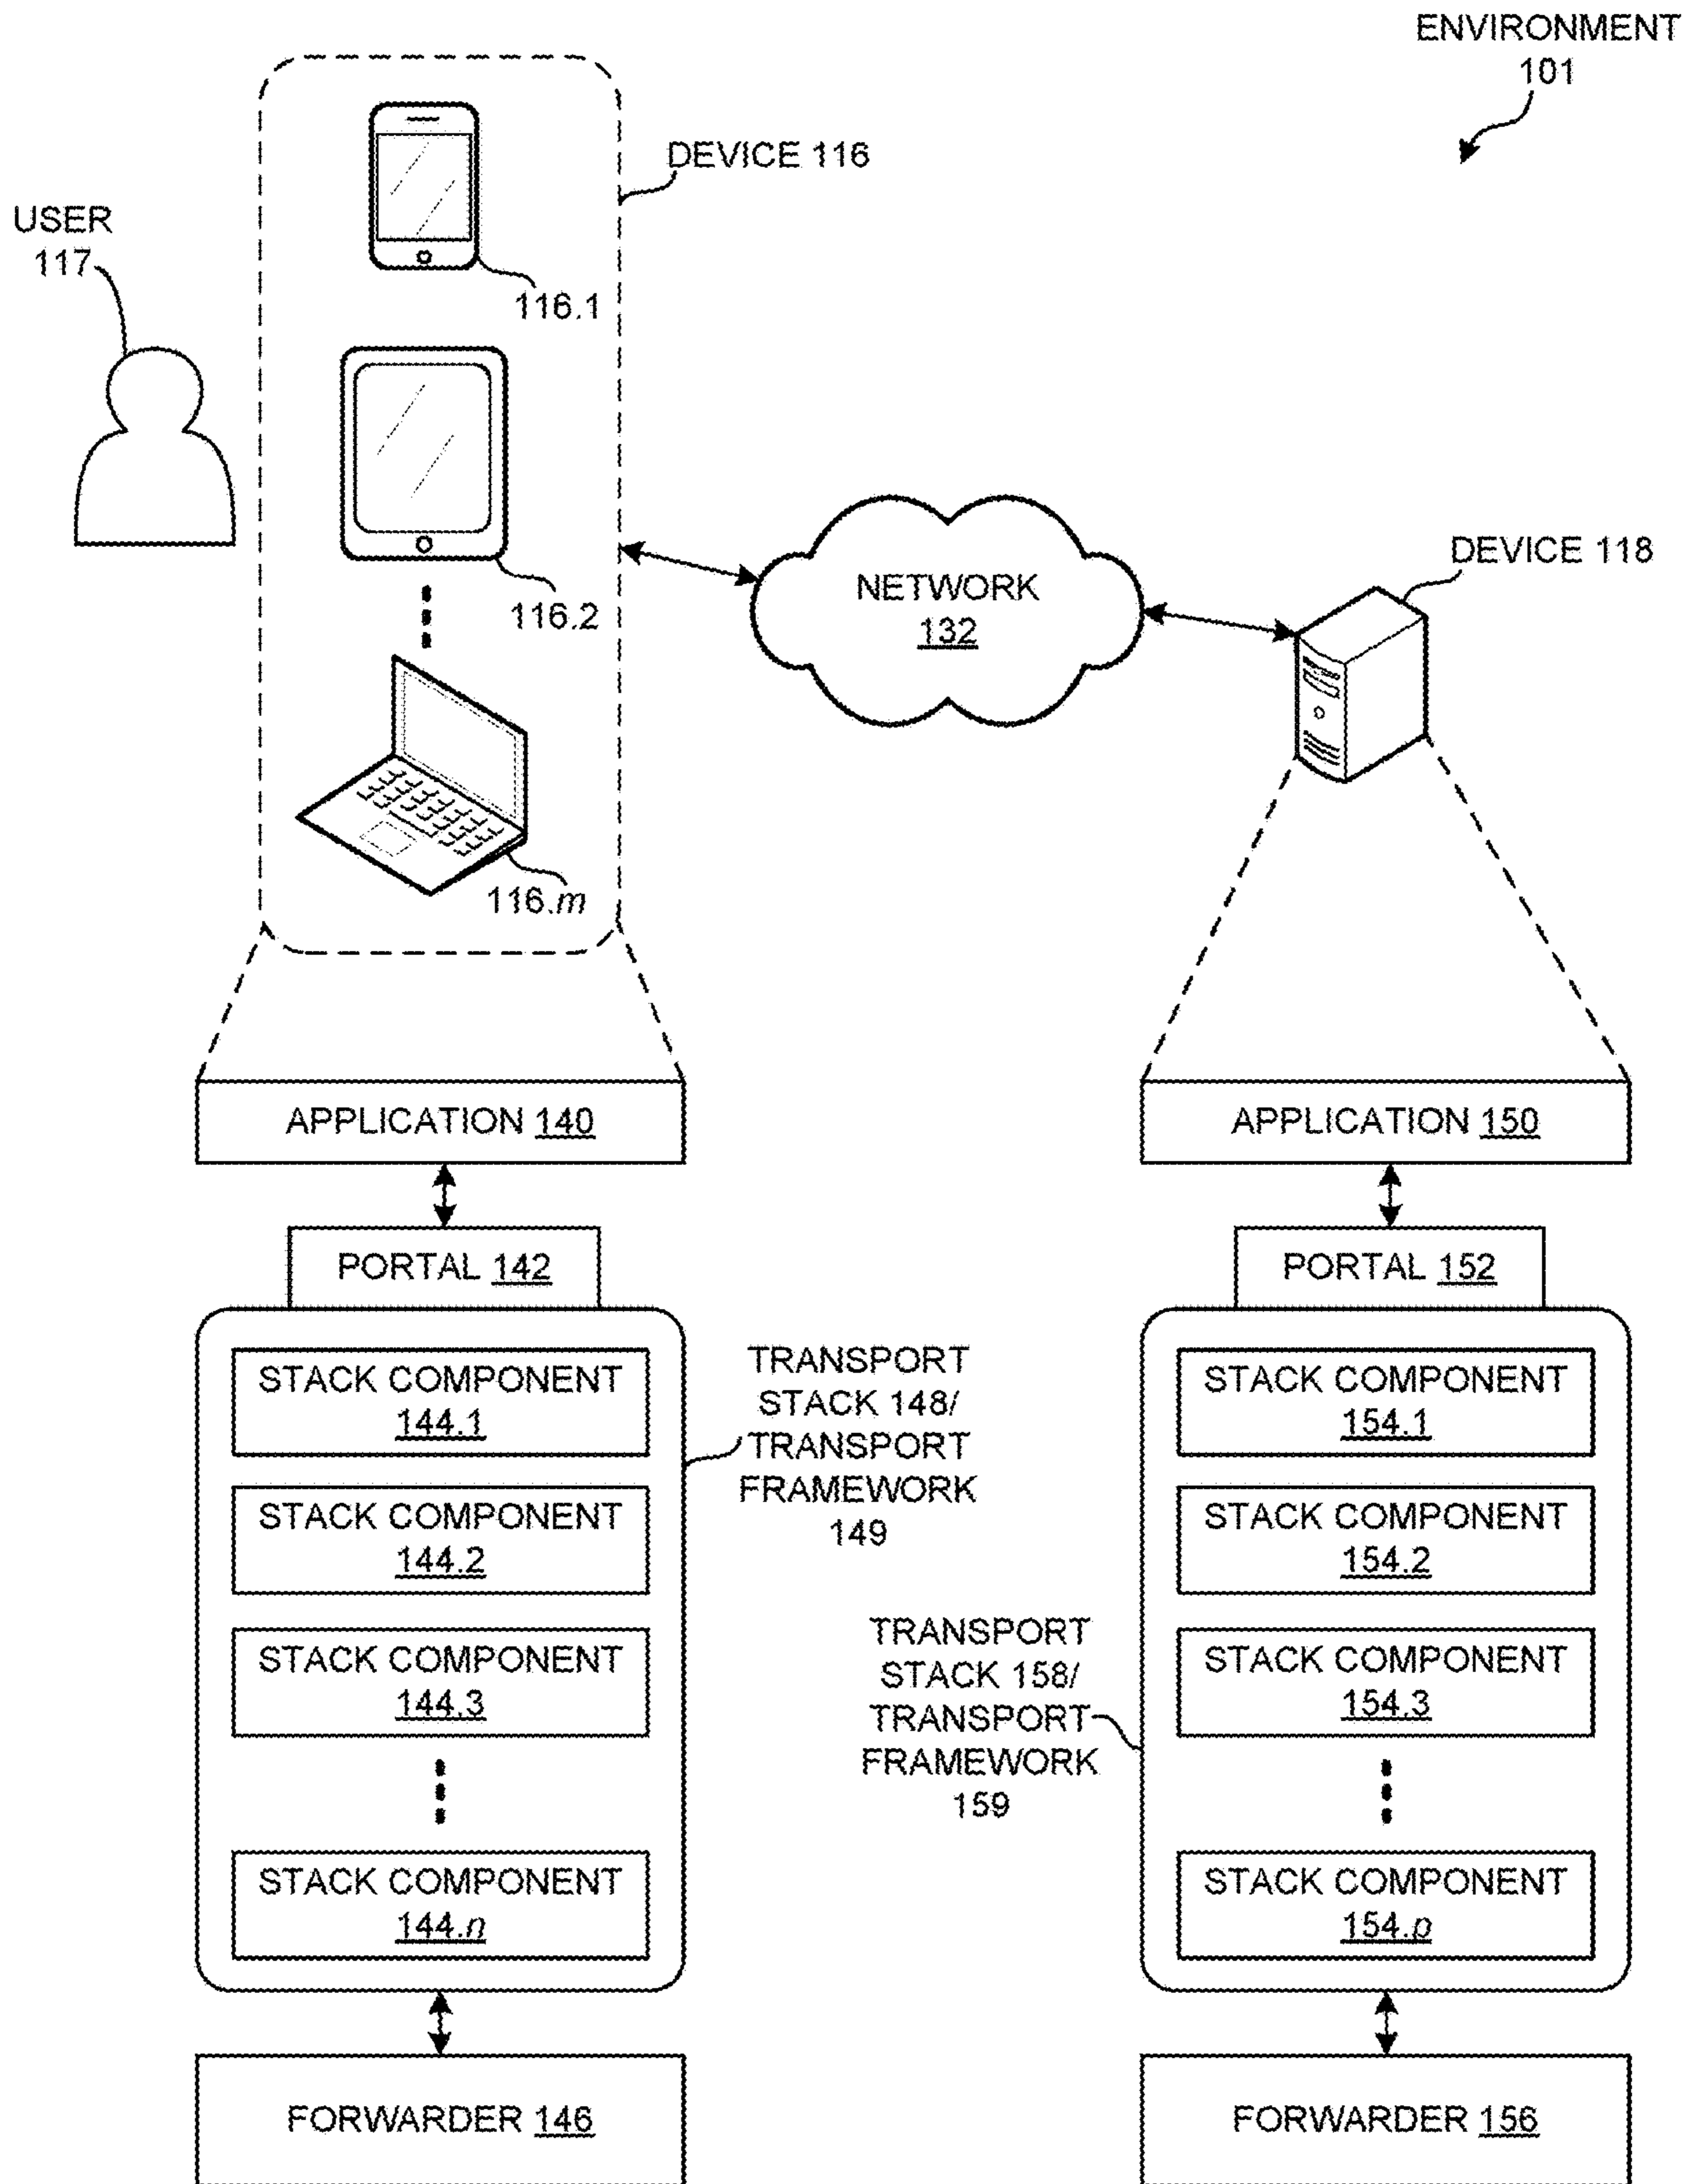 ENVIRONMENT
101
DEVICE 116
USER
117
116.1
116.2
116.m
NETWORK
132
DEVICE 118
APPLICATION 140
PORTAL 142
STACK COMPONENT
144.1
STACK COMPONENT
144.2
STACK COMPONENT
144.3
STACK COMPONENT
144.n
FORWARDER 146
TRANSPORT
STACK 148/
TRANSPORT
FRAMEWORK
149
APPLICATION 150
PORTAL 152
TRANSPORT
STACK 158/
TRANSPORT
FRAMEWORK
159
STACK COMPONENT
154.1
STACK COMPONENT
154.2
STACK COMPONENT
154.3
STACK COMPONENT
154.p
FORWARDER 156